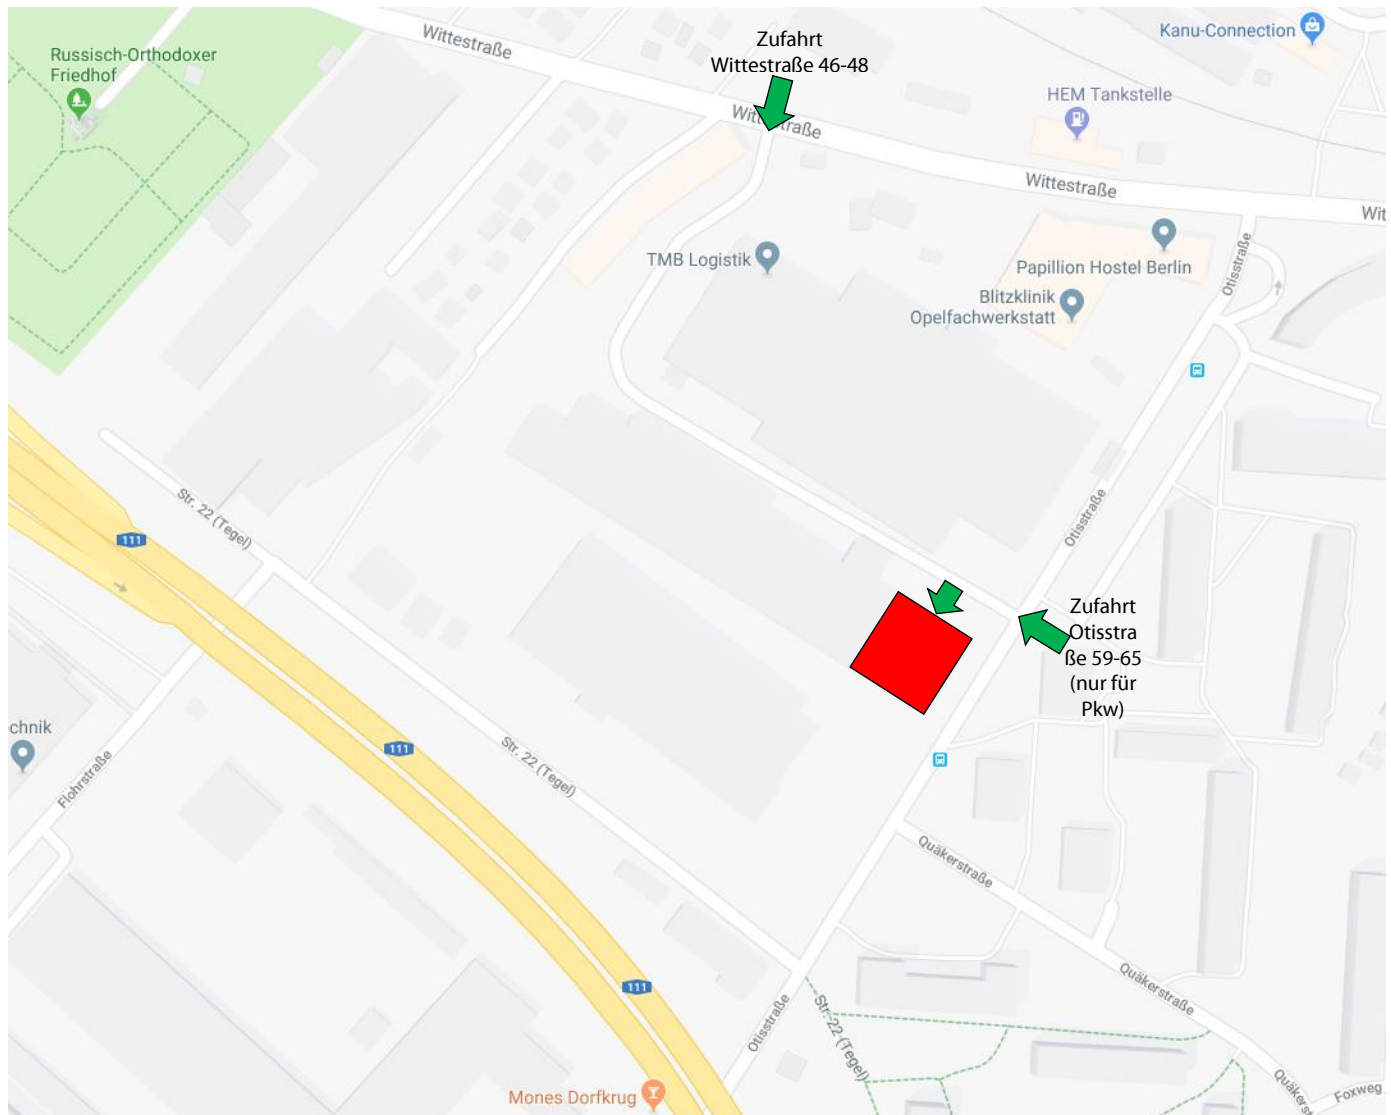 Wittestraße
Zufahrt
Wittestraße 46-48
Kanu-Connection
Russisch-Orthodoxer
Friedhof
HEM Tankstelle
Wittestraße
Wittestraße
Wit
TMB Logistik
Papillion Hostel Berlin
Otisstraße
Blitzklinik
Opelfachwerkstatt
Str. 22 (Tegel)
111
Otisstraße
Zufahrt
Otisstra
ße 59-65
(nur für
Pkw)
chnik
111
Flohrstraße
Str. 22 (Tegel)
Quäkerstraße
111
Quäkerstraße
Otisstraße
Str. 22 (Tegel)
Mones Dorfkrug
Quäkers
Foxweg